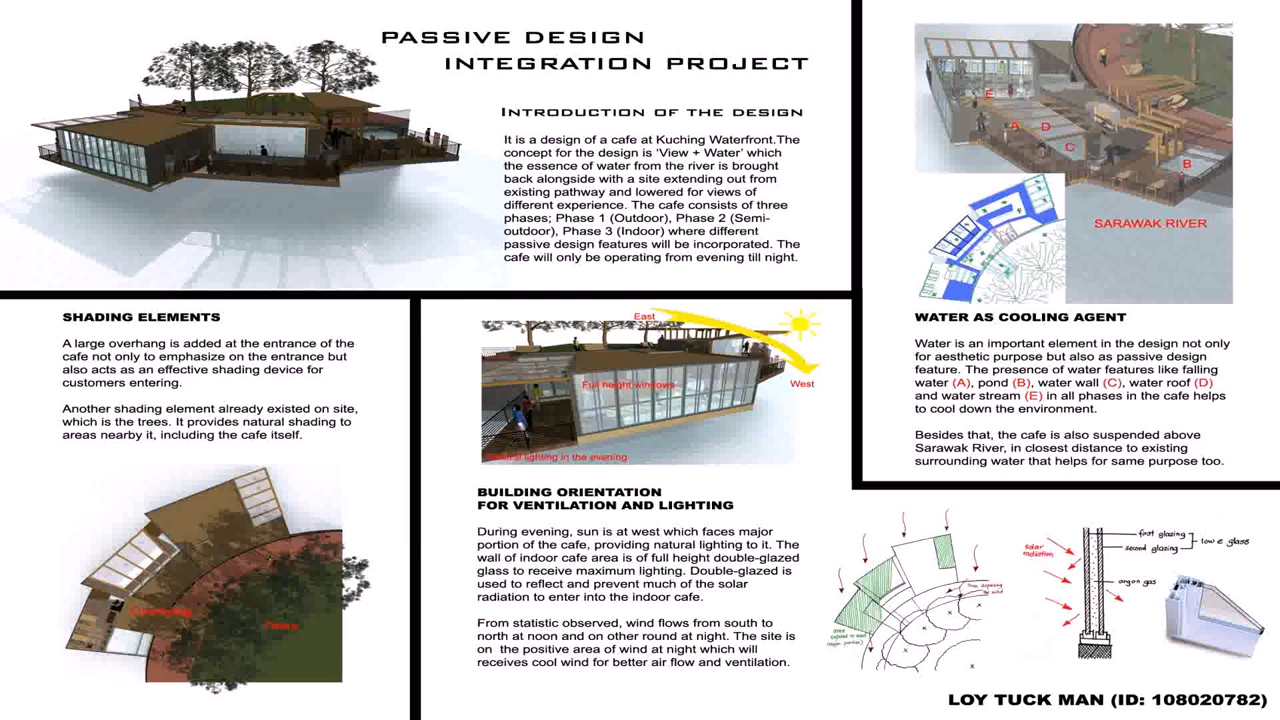 PASSIVE DESIGN
INTEGRATION PROJECT
INTRODUCTION OF THE DESIGN
It is a design of a cafe at Kuching Waterfront.The
concept for the design is 'View + Water' which
the essence of water from the river is brought
back alongside with a site extending out from
existing pathway and lowered for views of
different experience. The cafe consists of three
phases; Phase 1 (Outdoor), Phase 2 (Semi-
outdoor), Phase 3 (Indoor) where different
passive design features will be incorporated. The
cafe will only be operating from evening till night.
E
A
D
C
B
SARAWAK RIVER
SHADING ELEMENTS
A large overhang is added at the entrance of the
cafe not only to emphasize on the entrance but
also acts as an effective shading device for
customers entering.
Another shading element already existed on site,
which is the trees. It provides natural shading to
areas nearby it, including the cafe itself.
Overhang
Trees
East
West
Full height windows
Natural lighting in the evening
BUILDING ORIENTATION
FOR VENTILATION AND LIGHTING
During evening, sun is at west which faces major
portion of the cafe, providing natural lighting to it. The
wall of indoor cafe area is of full height double-glazed
glass to receive maximum lighting. Double-glazed is
used to reflect and prevent much of the solar
radiation to enter into the indoor cafe.
From statistic observed, wind flows from south to
north at noon and on other round at night. The site is
on the positive area of wind at night which will
receives cool wind for better air flow and ventilation.
WATER AS COOLING AGENT
Water is an important element in the design not only
for aesthetic purpose but also as passive design
feature. The presence of water features like falling
water (A), pond (B), water wall (C), water roof (D)
and water stream (E) in all phases in the cafe helps
to cool down the environment.
Besides that, the cafe is also suspended above
Sarawak River, in closest distance to existing
surrounding water that helps for same purpose too.
area
exposed to wind
(major portion)
solar
radiation
first glazing
second glazing
low e glass
argon gas
LOY TUCK MAN (ID: 108020782)